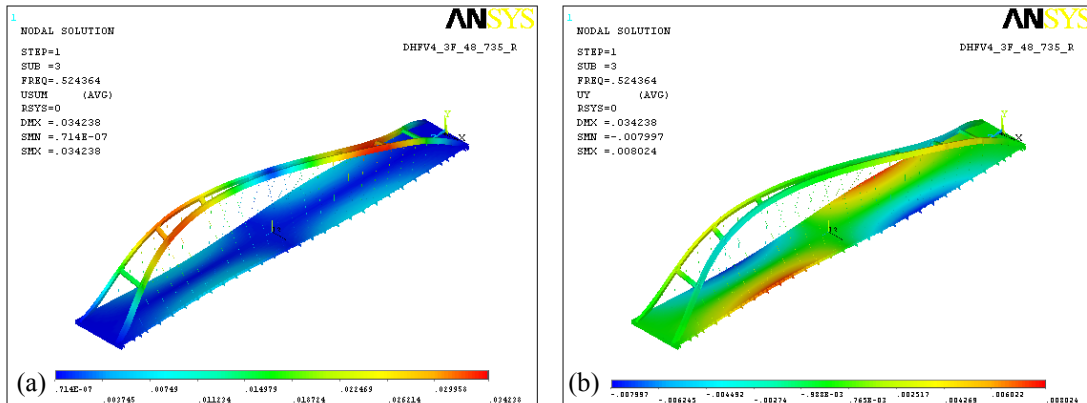 1
ANSYS
NODAL SOLUTION
DHFV4_3F_48_735_R
STEP=1
SUB =3
FREQ=.524364
USUM (AVG)
RSYS=0
DMX =.034238
SMN =.714E-07
SMX =.034238
Y
X
(a)
.714E-07 .00749 .014979 .022469 .029958
.003745 .011234 .018724 .026214 .034238
1
ANSYS
NODAL SOLUTION
DHFV4_3F_48_735_R
STEP=1
SUB =3
FREQ=.524364
UY (AVG)
RSYS=0
DMX =.034238
SMN =-.007997
SMX =.008024
Y
X
(b)
-.007997 -.004492 .002517 .006022
-.006245 -.00274 .765E-03 .004269 .008024